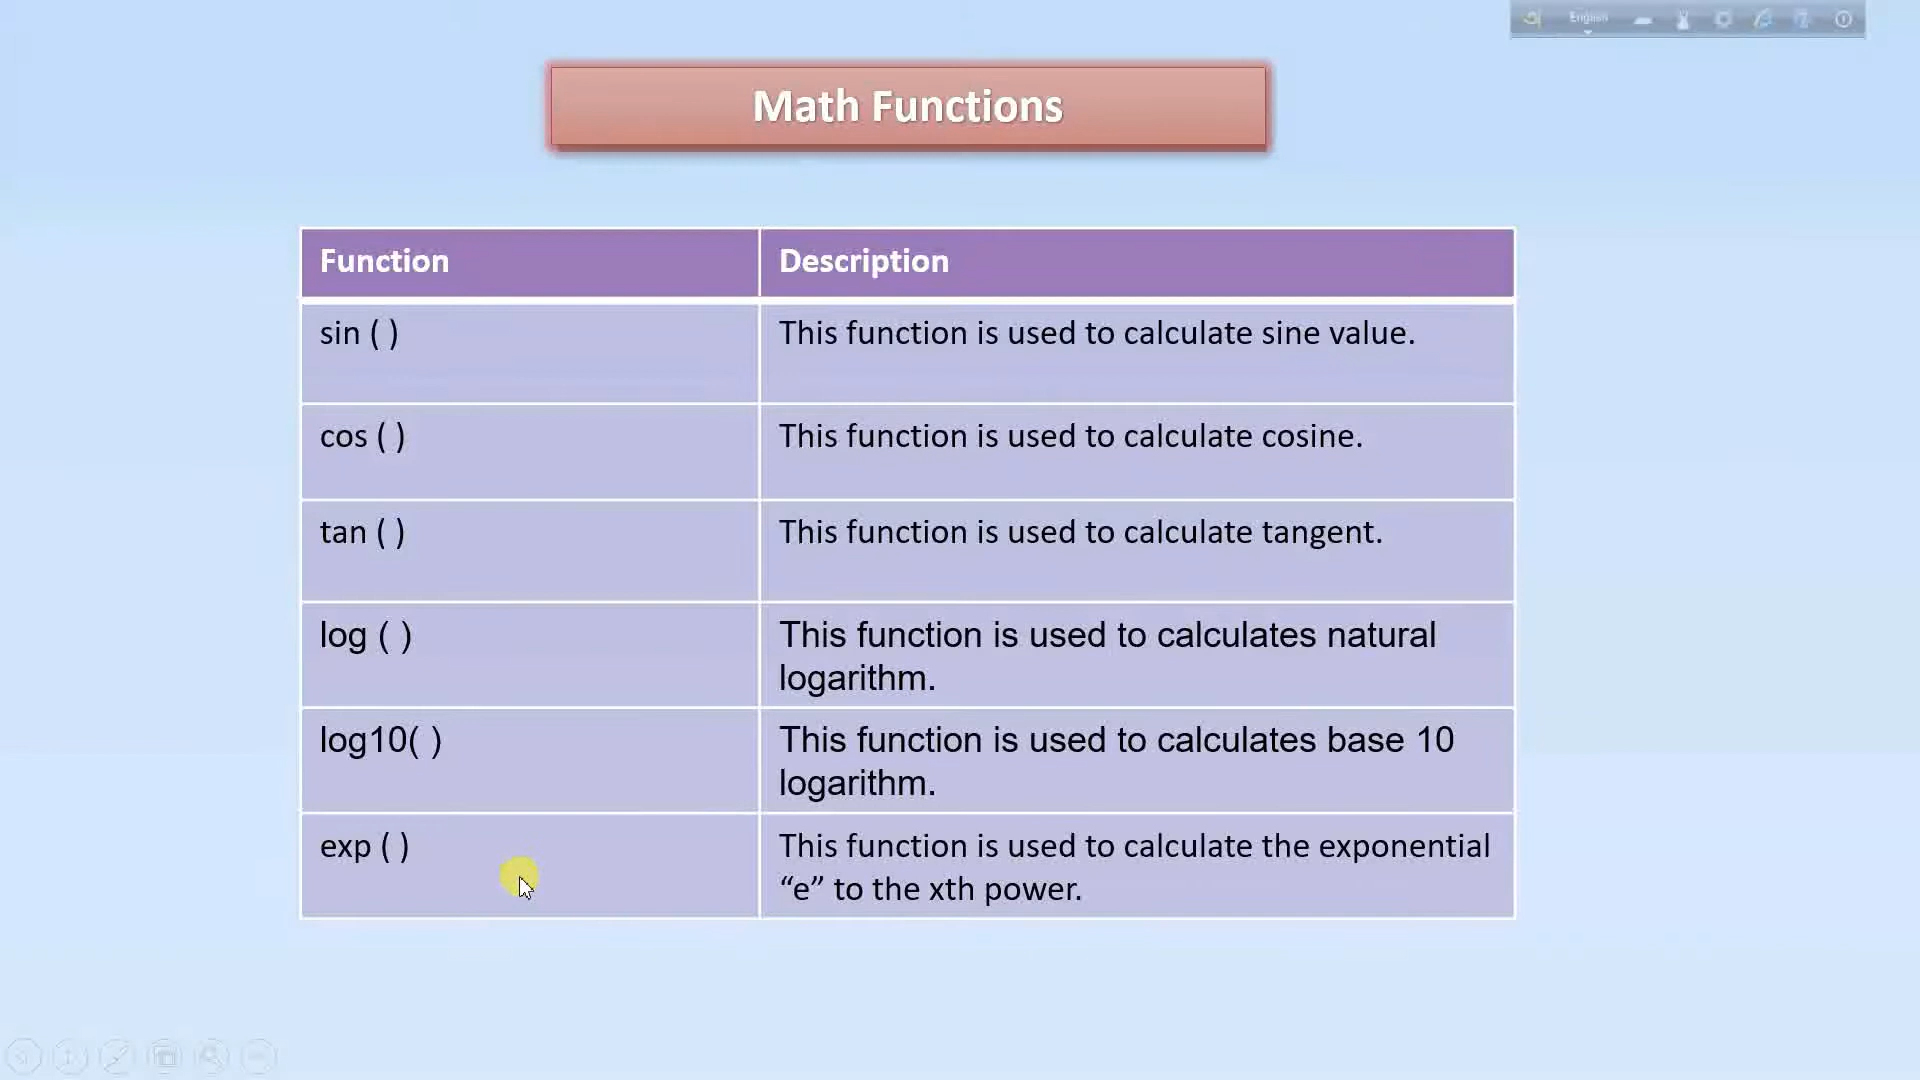 English
Math Functions
Function
Description
sin ( )
This function is used to calculate sine value.
cos ( )
This function is used to calculate cosine.
tan ( )
This function is used to calculate tangent.
log ( )
This function is used to calculates natural
logarithm.
log10( )
This function is used to calculates base 10
logarithm.
exp ( )
This function is used to calculate the exponential
“e” to the xth power.